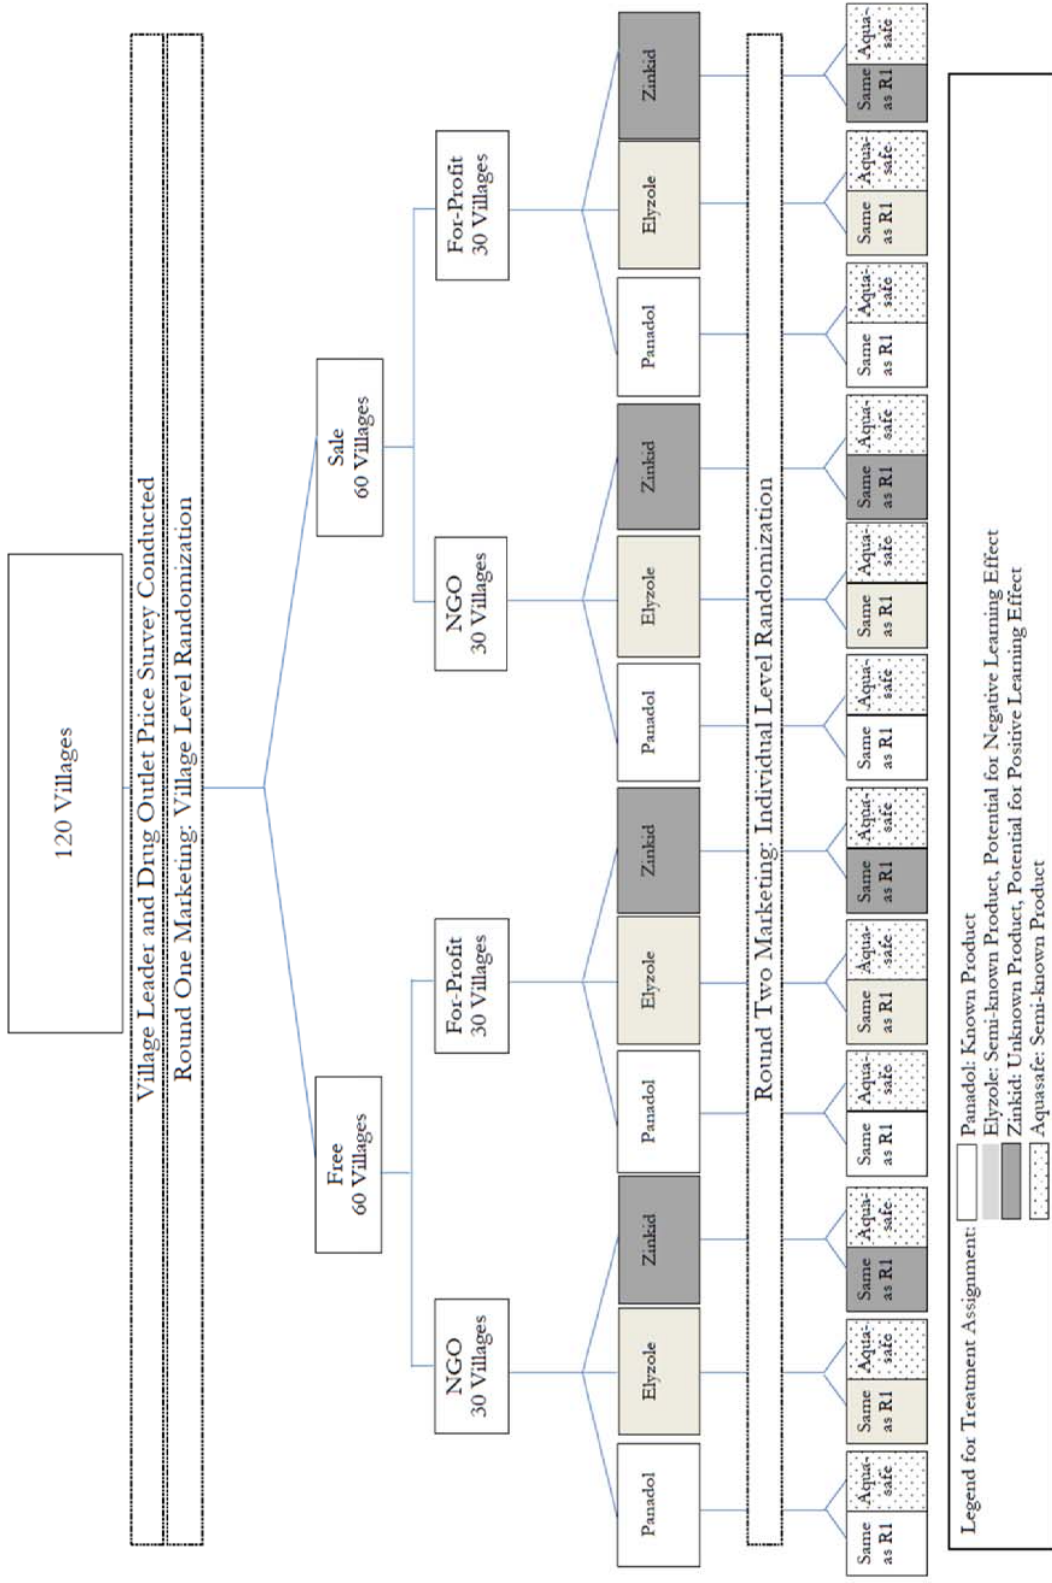 120 Villages
Village Leader and Drug Outlet Price Survey Conducted
Round One Marketing: Village Level Randomization
Free
60 Villages
Sale
60 Villages
NGO
30 Villages
For-Profit
30 Villages
NGO
30 Villages
For-Profit
30 Villages
Panadol
Elyzole
Zinkid
Panadol
Elyzole
Zinkid
Panadol
Elyzole
Zinkid
Panadol
Elyzole
Zinkid
Round Two Marketing: Individual Level Randomization
Same
as R1
Aqua-
safe
Same
as R1
Aqua-
safe
Same
as R1
Aqua-
safe
Same
as R1
Aqua-
safe
Same
as R1
Aqua-
safe
Same
as R1
Aqua-
safe
Same
as R1
Aqua-
safe
Same
as R1
Aqua-
safe
Same
as R1
Aqua-
safe
Same
as R1
Aqua-
safe
Same
as R1
Aqua-
safe
Same
as R1
Aqua-
safe
Legend for Treatment Assignment: Panadol: Known Product
Elyzole: Semi-known Product, Potential for Negative Learning Effect
Zinkid: Unknown Product, Potential for Positive Learning Effect
Aquasafe: Semi-known Product